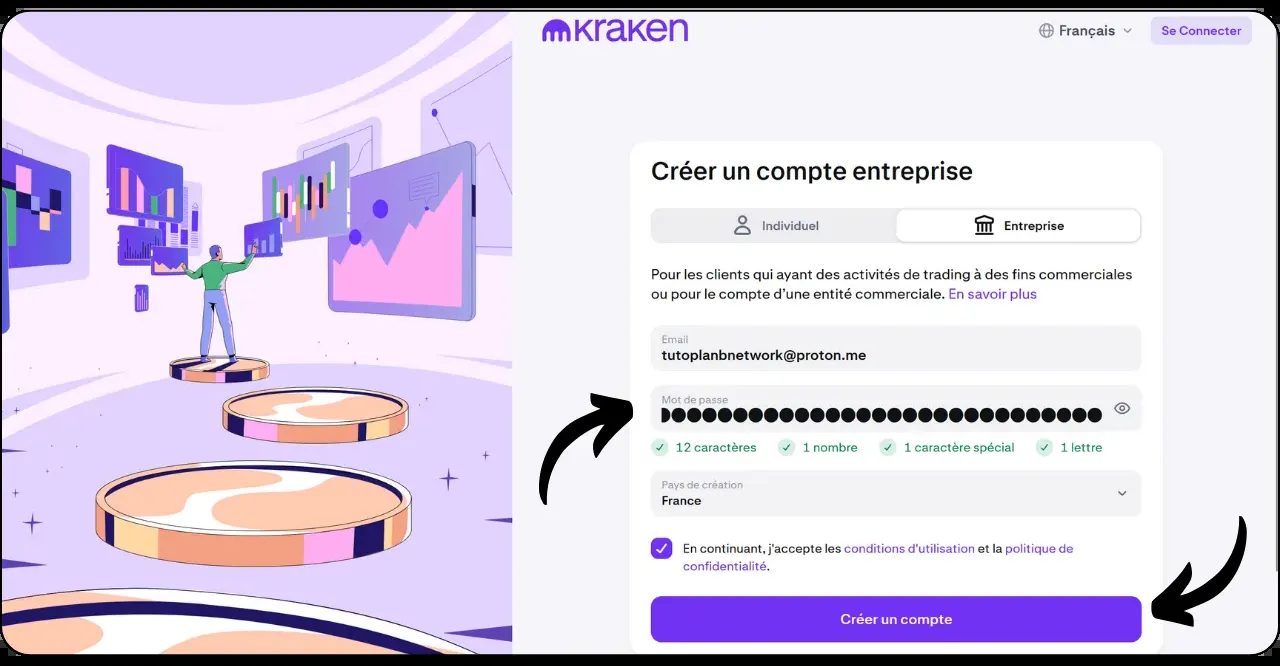 kraken
Français
Se Connecter
Créer un compte entreprise
Individuel
Entreprise
Pour les clients qui ayant des activités de trading à des fins commerciales
ou pour le compte d'une entité commerciale. En savoir plus
Email
tutoplanbnetwork@proton.me
Mot de passe
12 caractères
1 nombre
1 caractère spécial
1 lettre
Pays de création
France
En continuant, j'accepte les conditions d'utilisation et la politique de
confidentialité.
Créer un compte